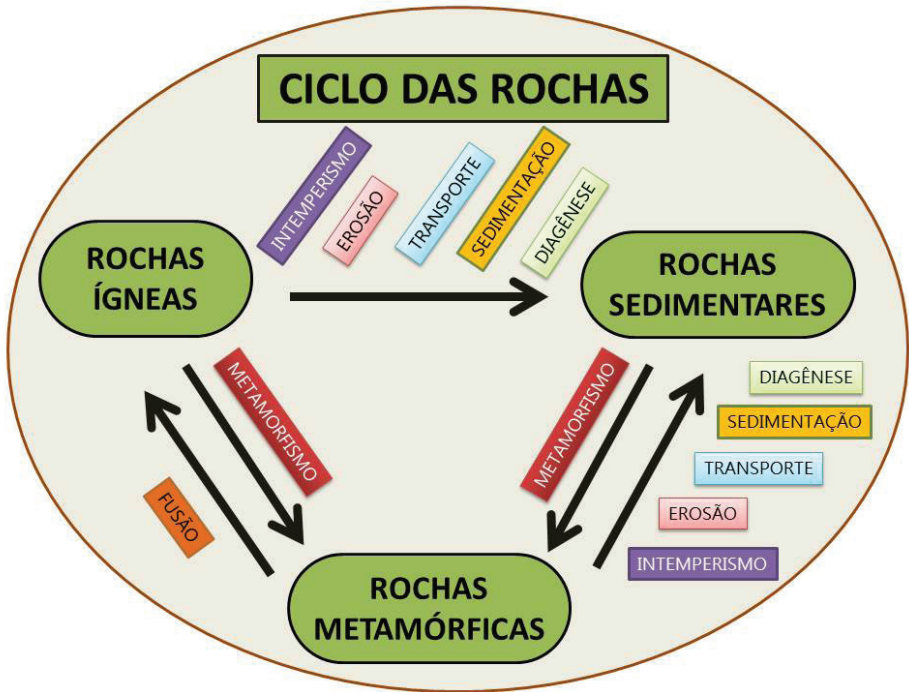 CICLO DAS ROCHAS
INTEMPERISMO
EROSÃO
TRANSPORTE
SEDIMENTAÇÃO
DIAGÊNESE
ROCHAS
ÍGNEAS
ROCHAS
SEDIMENTARES
METAMORFISMO
FUSÃO
METAMORFISMO
DIAGÊNESE
SEDIMENTAÇÃO
TRANSPORTE
EROSÃO
INTEMPERISMO
ROCHAS
METAMÓRFICAS